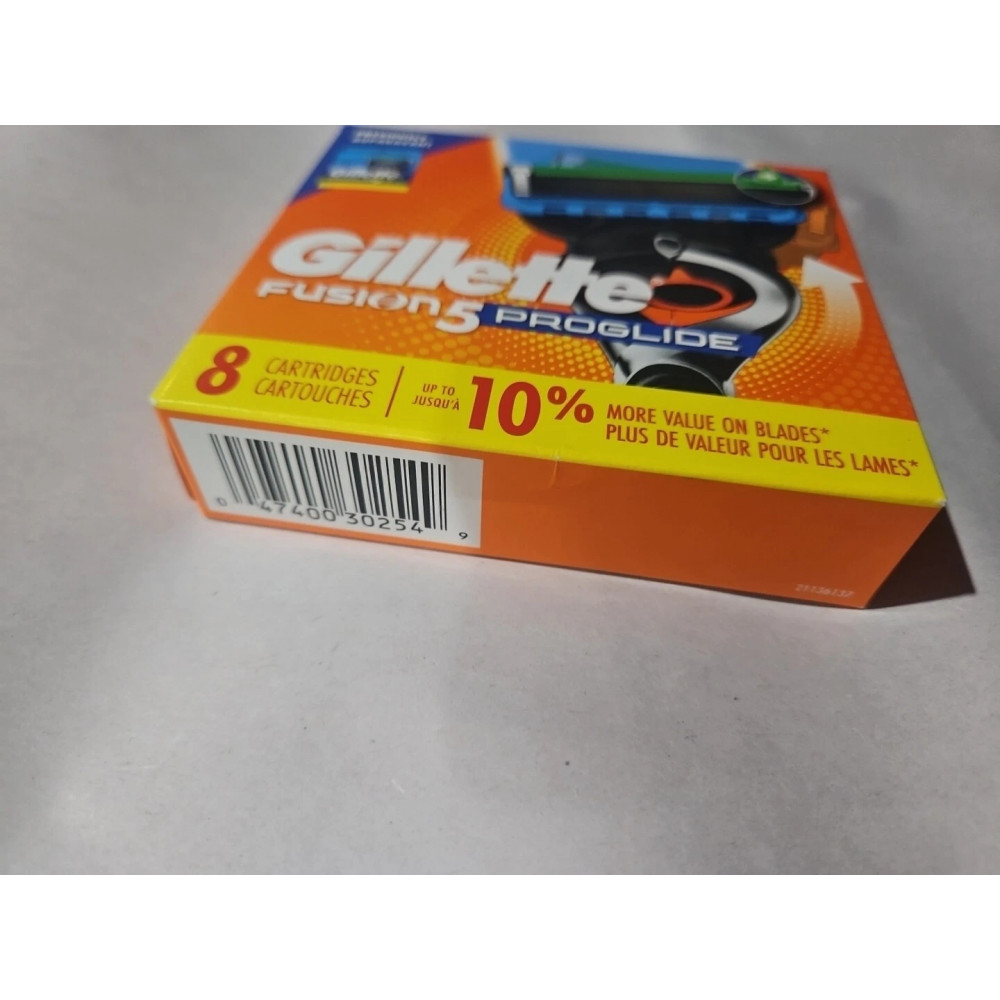 Gillette
FUSION5 PROGLIDE
8 CARTRIDGES
CARTOUCHES
UP TO
JUSQU'À
10%
MORE VALUE ON BLADES*
PLUS DE VALEUR POUR LES LAMES*
0 47400 30254 9